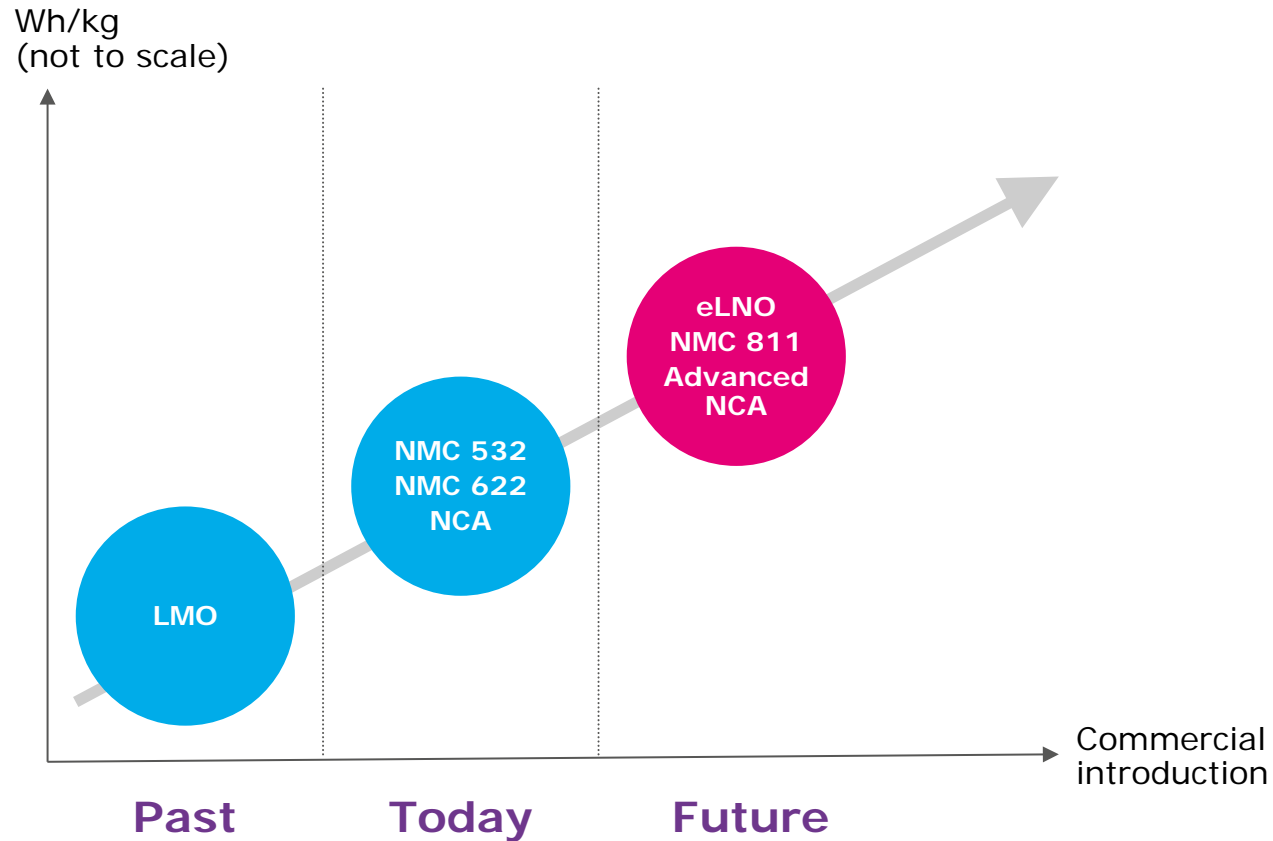 Wh/kg
(not to scale)
eLNO
NMC 811
Advanced
NCA
NMC 532
NMC 622
NCA
LMO
Commercial
introduction
Past
Today
Future